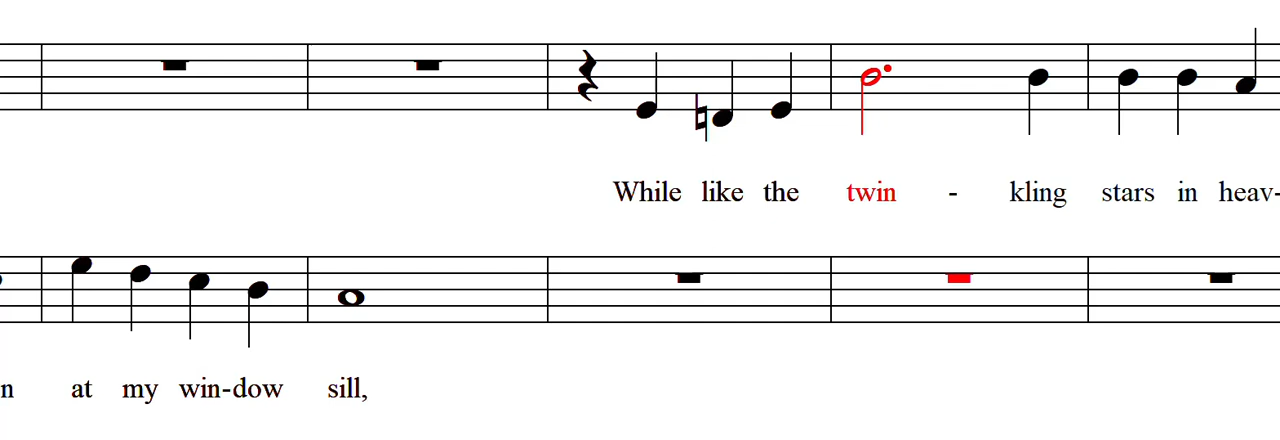 While like the twin - kling stars in heav-
n at my win-dow sill,